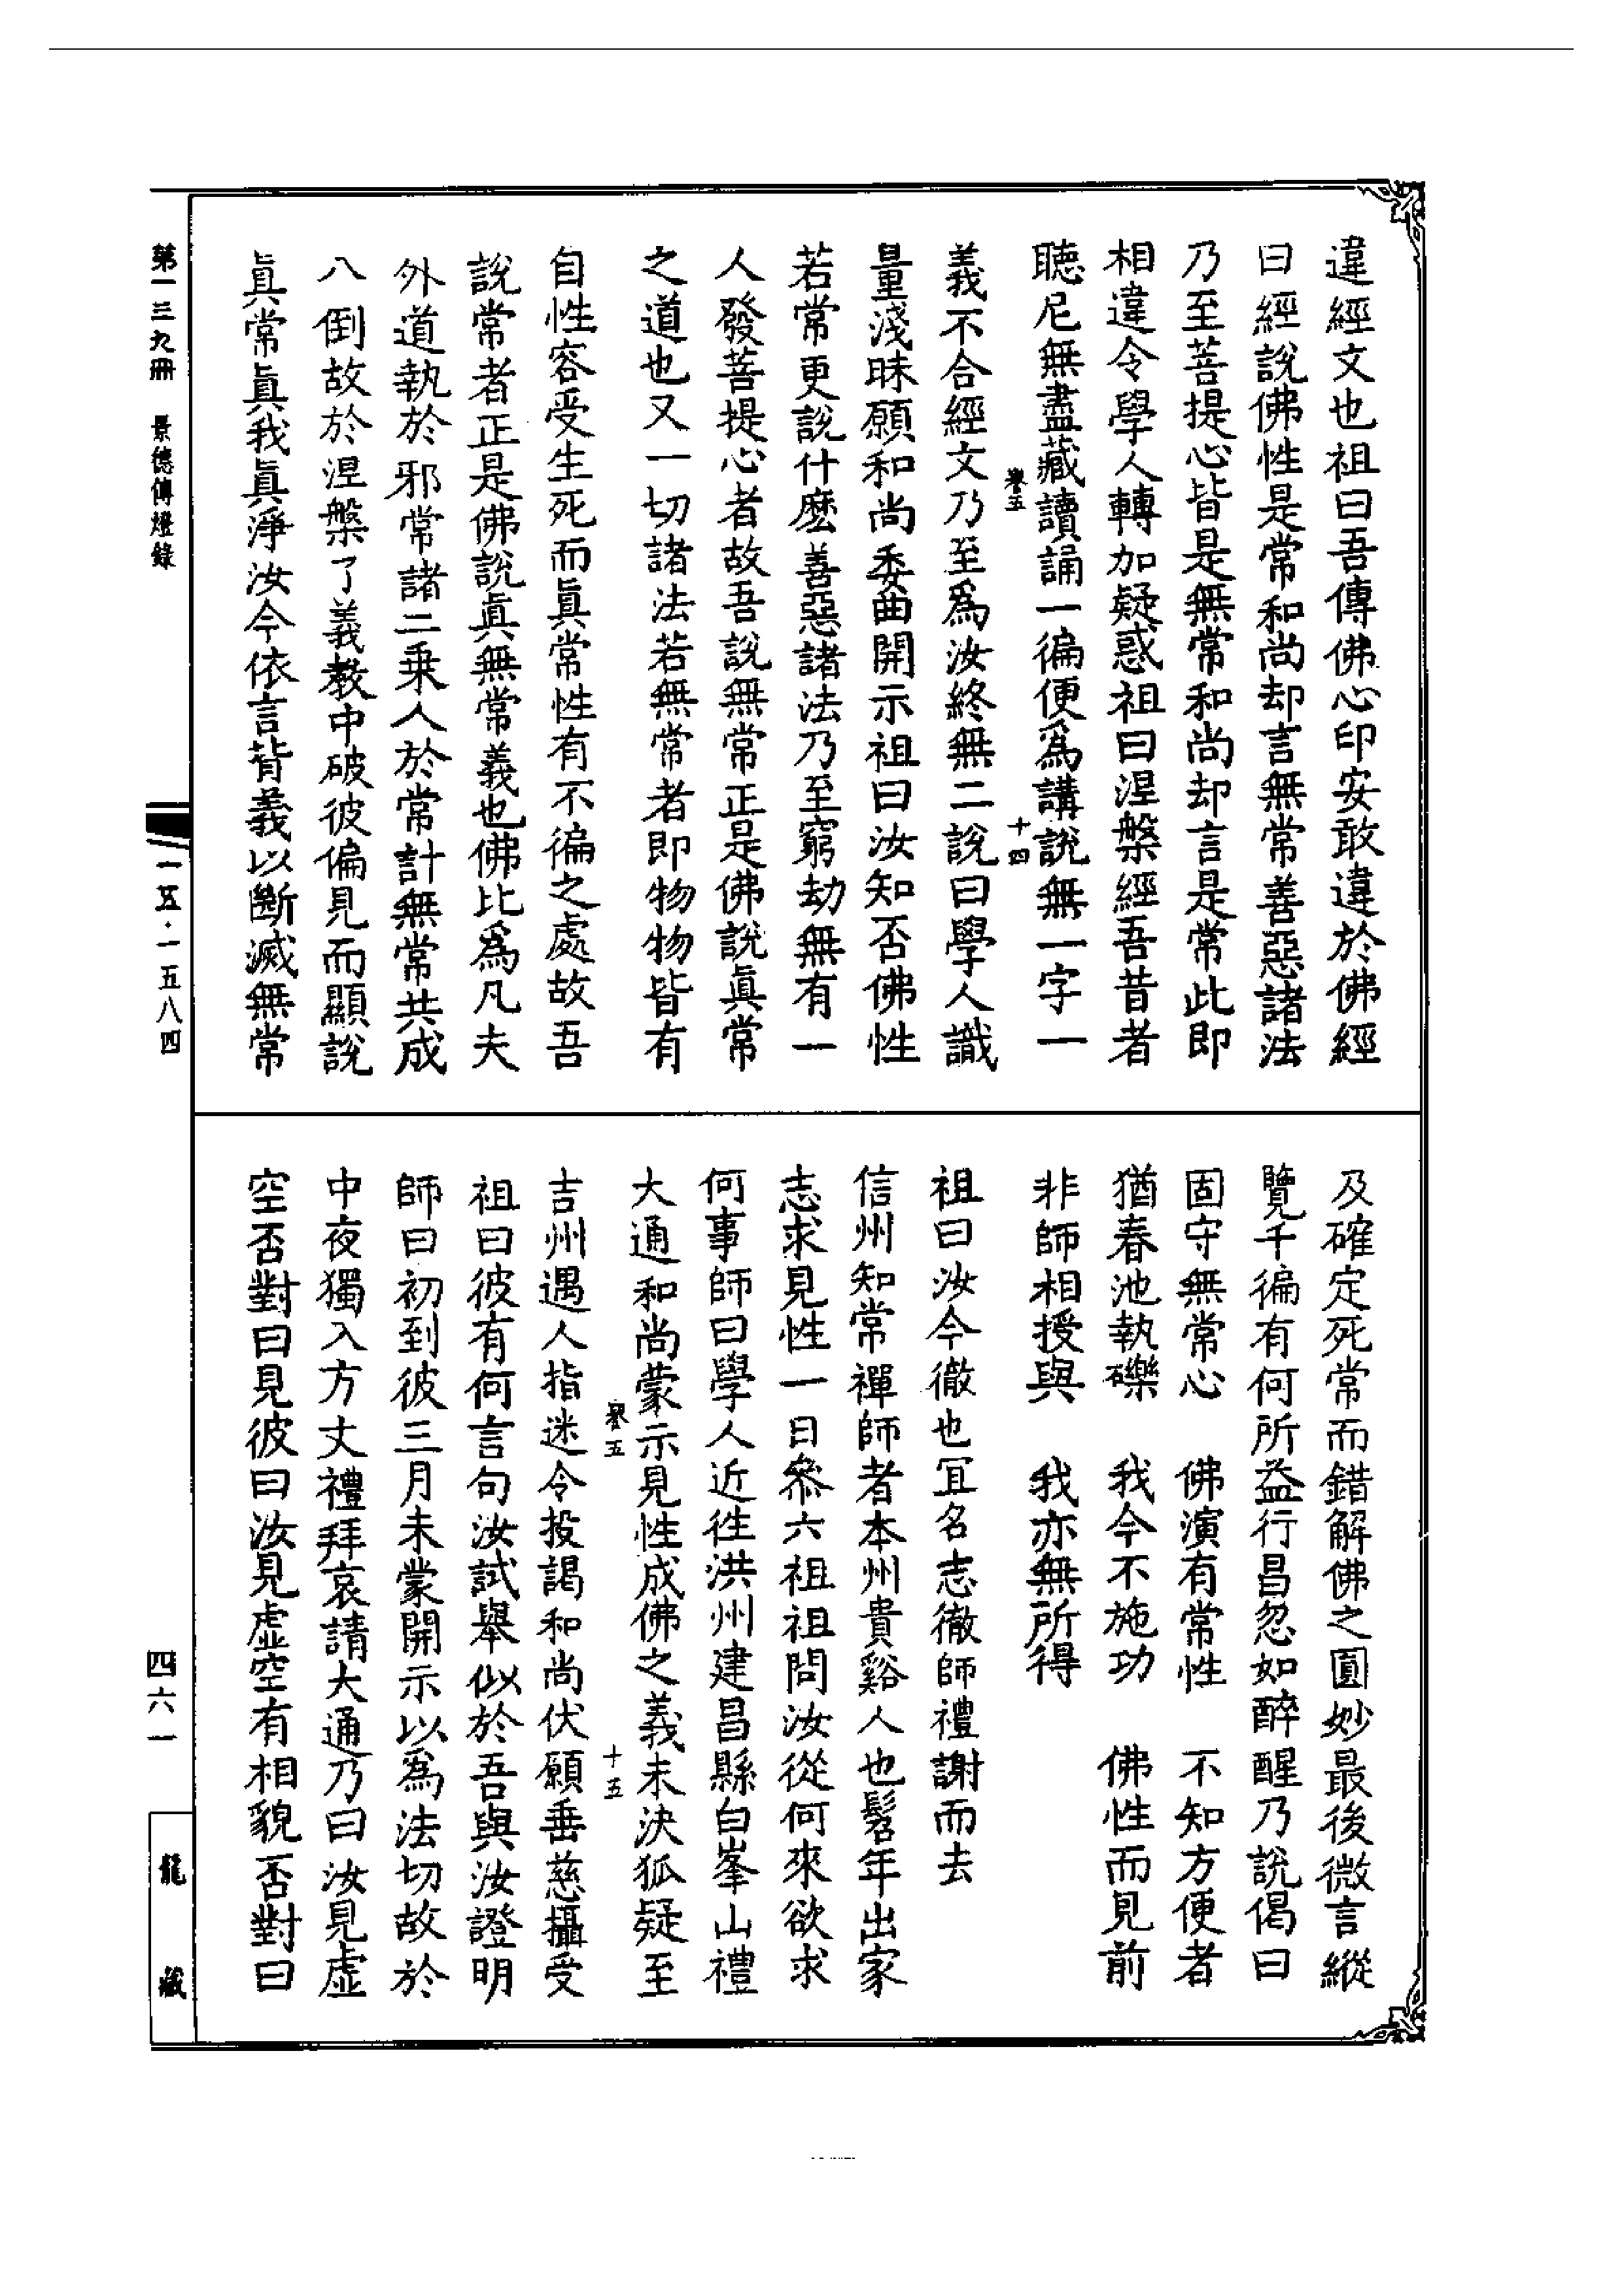 違經文也祖曰吾傳佛心印安敢違於佛經
曰經說佛性是常和尚却言無常善惡諸法
乃至菩提心皆是無常和尚却言是常此即
相違令學人轉加疑惑祖曰涅槃經吾昔者
聽尼無盡藏讀誦一徧便爲講說無一字一
卷五 十四
義不合經文乃至爲汝終無二說曰學人識
量淺昧願和尚委曲開示祖曰汝知否佛性
若常更說什麽善惡諸法乃至窮劫無有一
人發菩提心者故吾說無常正是佛說眞常
之道也又一切諸法若無常者即物物皆有
自性容受生死而眞常性有不徧之處故吾
說常者正是佛說眞無常義也佛比爲凡夫
外道執於邪常諸二乗人於常計無常共成
八倒故於涅槃了義教中破彼偏見而顯說
眞常眞我眞淨汝今依言背義以斷滅無常
及確定死常而錯解佛之圓妙最後微言縱
覽千徧有何所益行昌忽如醉醒乃說偈曰
固守無常心 佛演有常性 不知方便者
猶春池執礫 我今不施功 佛性而見前
非師相授與 我亦無所得
祖曰汝今徹也冝名志徹師禮謝而去
信州知常禪師者本州貴谿人也髫年出家
志求見性一日叅六祖祖問汝從何來欲求
何事師曰學人近徃洪州建昌縣白峯山禮
大通和尚蒙示見性成佛之義未決狐疑至
卷五 十五
吉州遇人指迷令投謁和尚伏願垂慈攝受
祖曰彼有何言句汝試舉似於吾與汝證明
師曰初到彼三月未蒙開示以爲法切故於
中夜獨入方丈禮拜哀請大通乃曰汝見虛
空否對曰見彼曰汝見虛空有相貌否對曰
第一三九冊 景德傳燈錄
一五·一五八四
四六一
龍藏